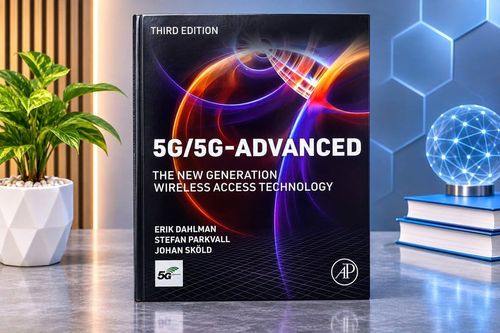 THIRD EDITION
5G/5G-ADVANCED
THE NEW GENERATION
WIRELESS ACCESS TECHNOLOGY
ERIK DAHLMAN
STEFAN PARKVALL
JOHAN SKÖLD
5G
AP